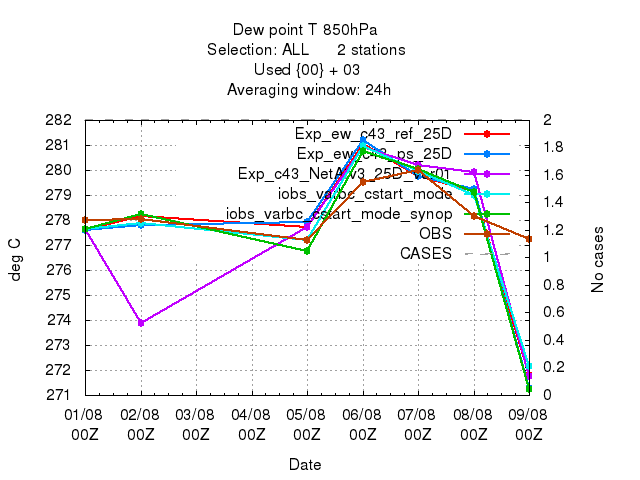 Dew point T 850hPa
Selection: ALL 2 stations
Used {00} + 03
Averaging window: 24h
282 2
281 1.8
280 1.6
279 1.4
278 1.2
277 1
276 0.8
275 0.6
274 0.4
273 0.2
272 0
271
Exp_ew_c43_ref_25D
iobs_varbc_cstart_mode
iobs_varbc_cstart_mode_synop
OBS
CASES
deg C
No cases
01/08 02/08 03/08 04/08 05/08 06/08 07/08 08/08 09/08
00Z 00Z 00Z 00Z 00Z 00Z 00Z 00Z 00Z
Date